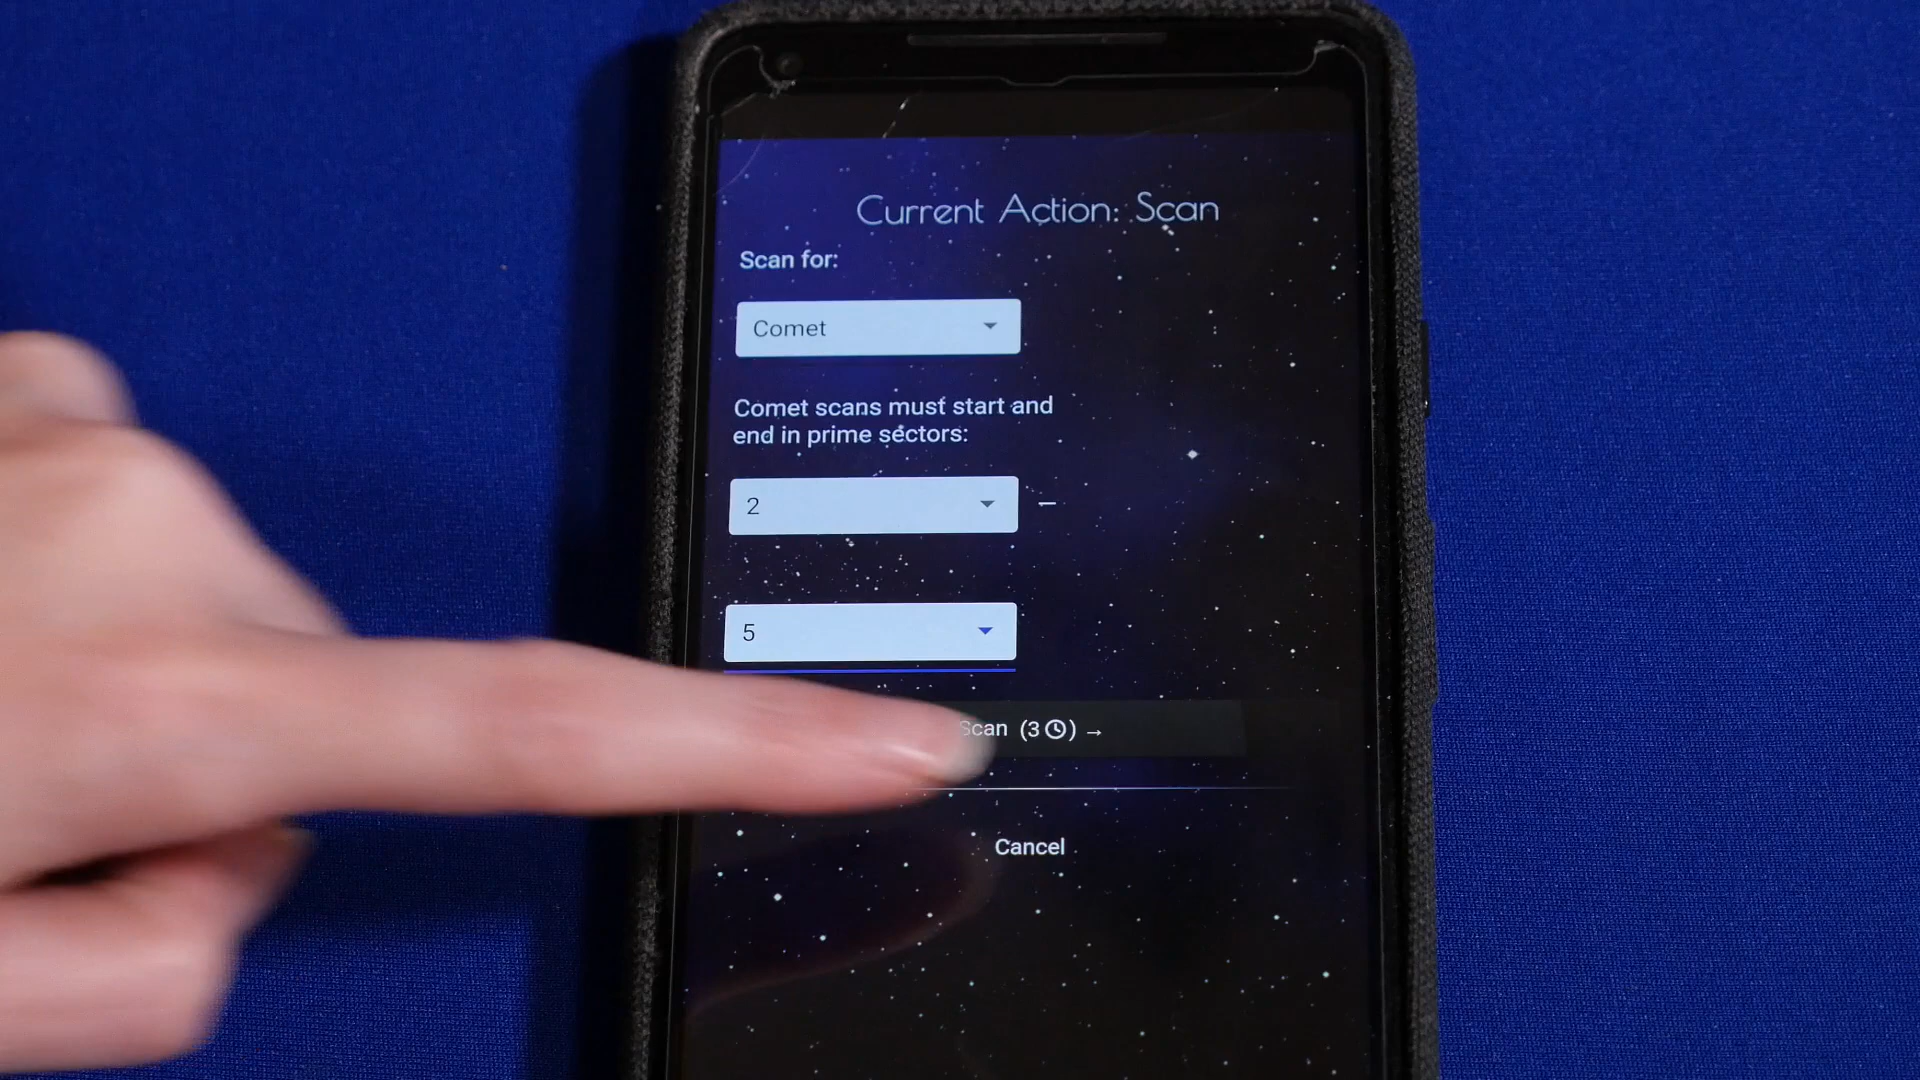 Current Action: Scan
Scan for:
Comet
Comet scans must start and
end in prime sectors:
2 –
5
Scan (3) →
Cancel